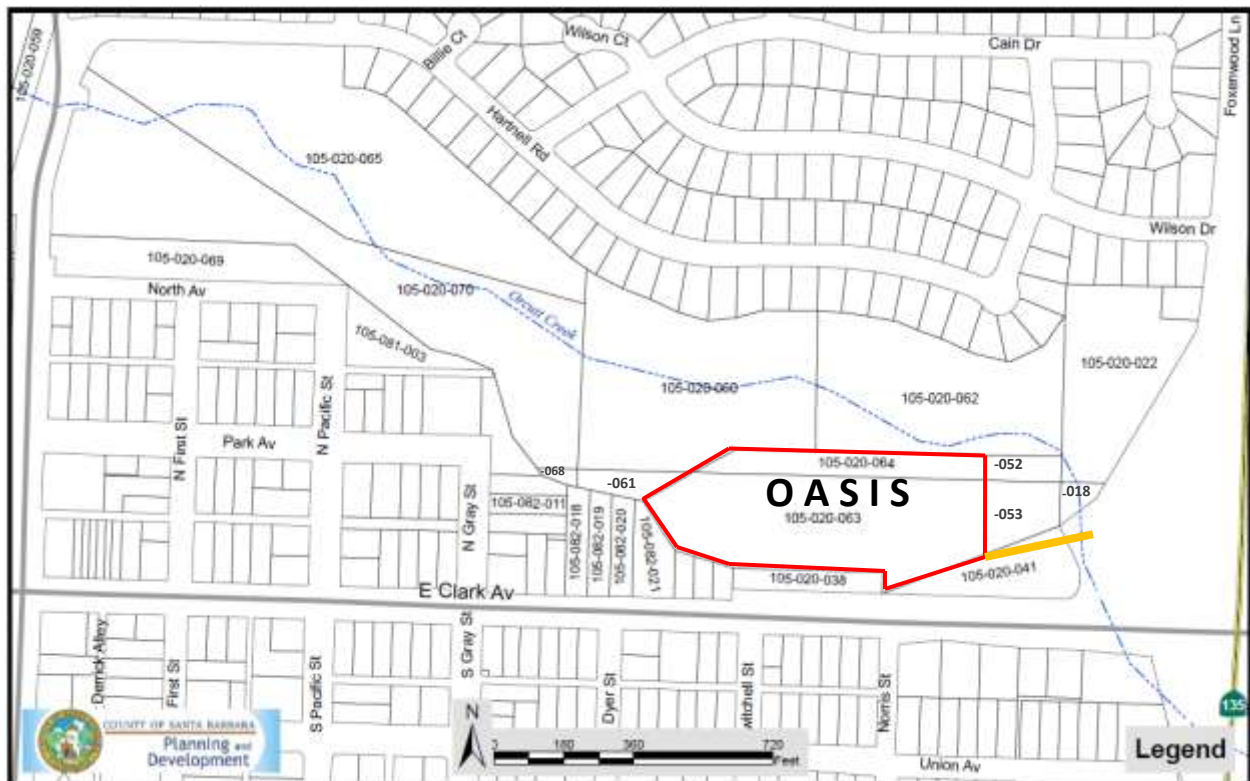 105-020-059
Billie Ct
Wilson Ct
Cain Dr
Foxenwood Ln
Hartnell Rd
105-020-065
Wilson Dr
105-020-069
North Av
105-020-070
Orcutt Creek
105-081-003
105-020-060
105-020-062
105-020-022
N First St
Park Av
N Pacific St
N Gray St
-068
-061
105-020-064
-052
-018
OASIS
105-020-063
-053
105-082-011
105-082-018
105-082-019
105-082-020
105-082-021
105-020-038
105-020-041
E Clark Av
Derrick Alley
First St
S Pacific St
S Gray St
Dyer St
witchell St
Norris St
135
COUNTY OF SANTA BARBARA
Planning and
Development
N
0 180 360 720
Feet
Union Av
Legend